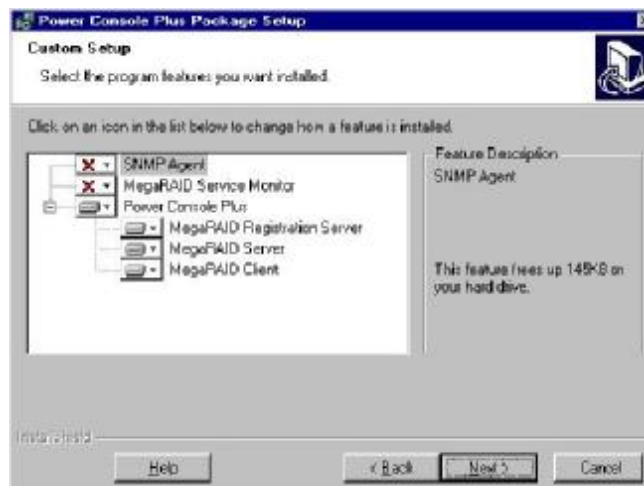 Power Console Plus Package Setup
Custom Setup
Select the program features you want installed.
Click on an icon in the list below to change how a feature is installed.
SNMP Agent
MegaRAID Service Monitor
Power Console Plus
MegaRAID Registration Server
MegaRAID Server
MegaRAID Client
Feature Description
SNMP Agent
This feature frees up 145KB on
your hard drive.
InstallShield
Help
< Back
Next >
Cancel